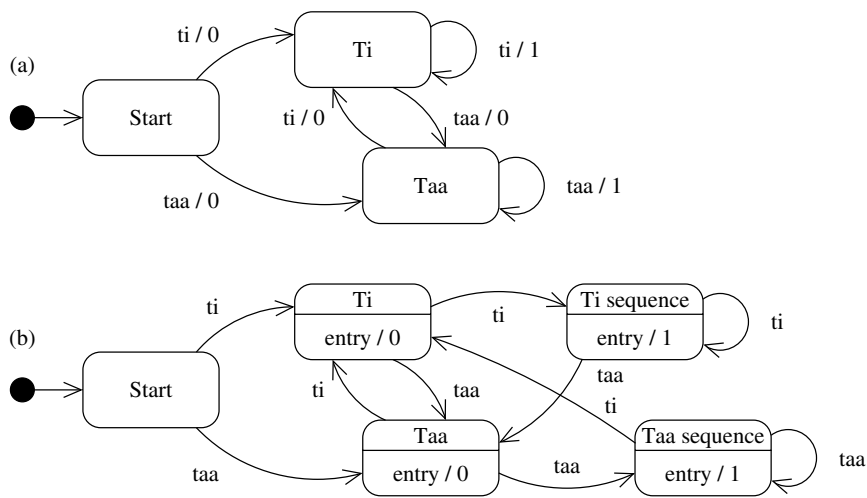 (a)
Start
ti / 0
Ti
ti / 1
ti / 0
taa / 0
taa / 0
Taa
taa / 1
(b)
Start
ti
Ti
entry / 0
ti
Ti sequence
entry / 1
ti
ti
taa
taa
ti
taa
Taa
entry / 0
taa
Taa sequence
entry / 1
taa